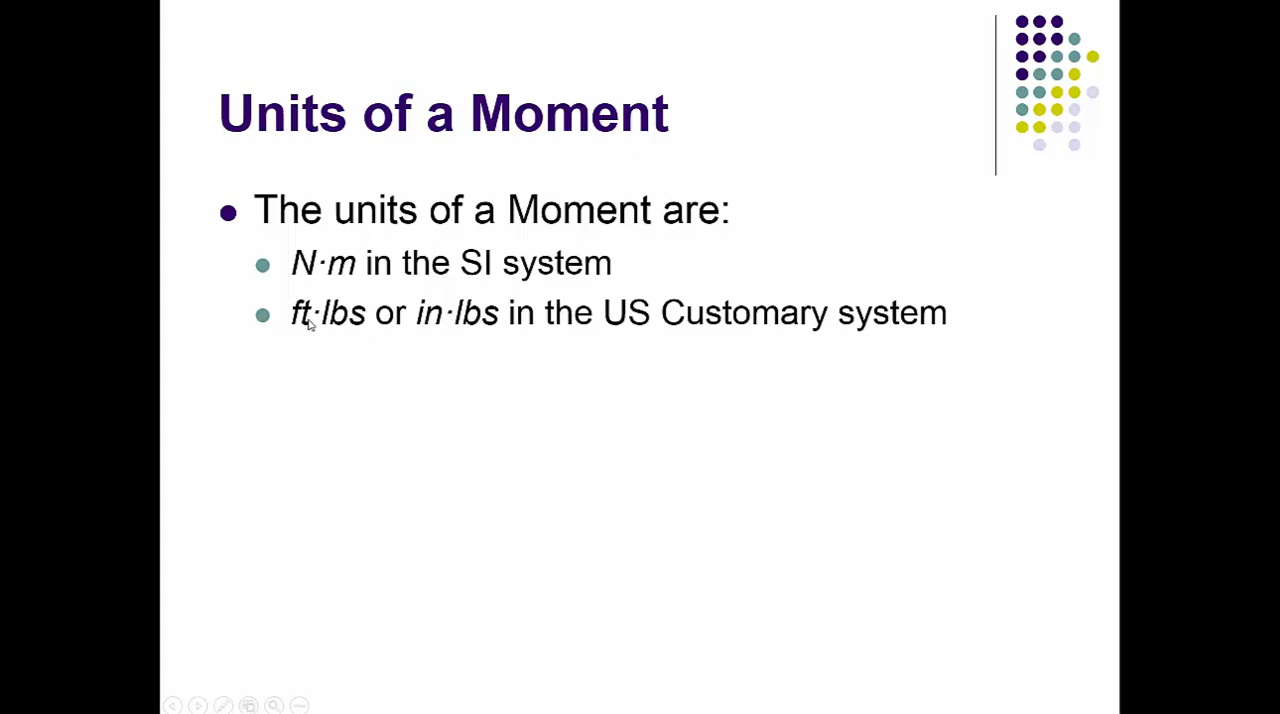 Units of a Moment
The units of a Moment are:
N·m in the SI system
ft·lbs or in·lbs in the US Customary system